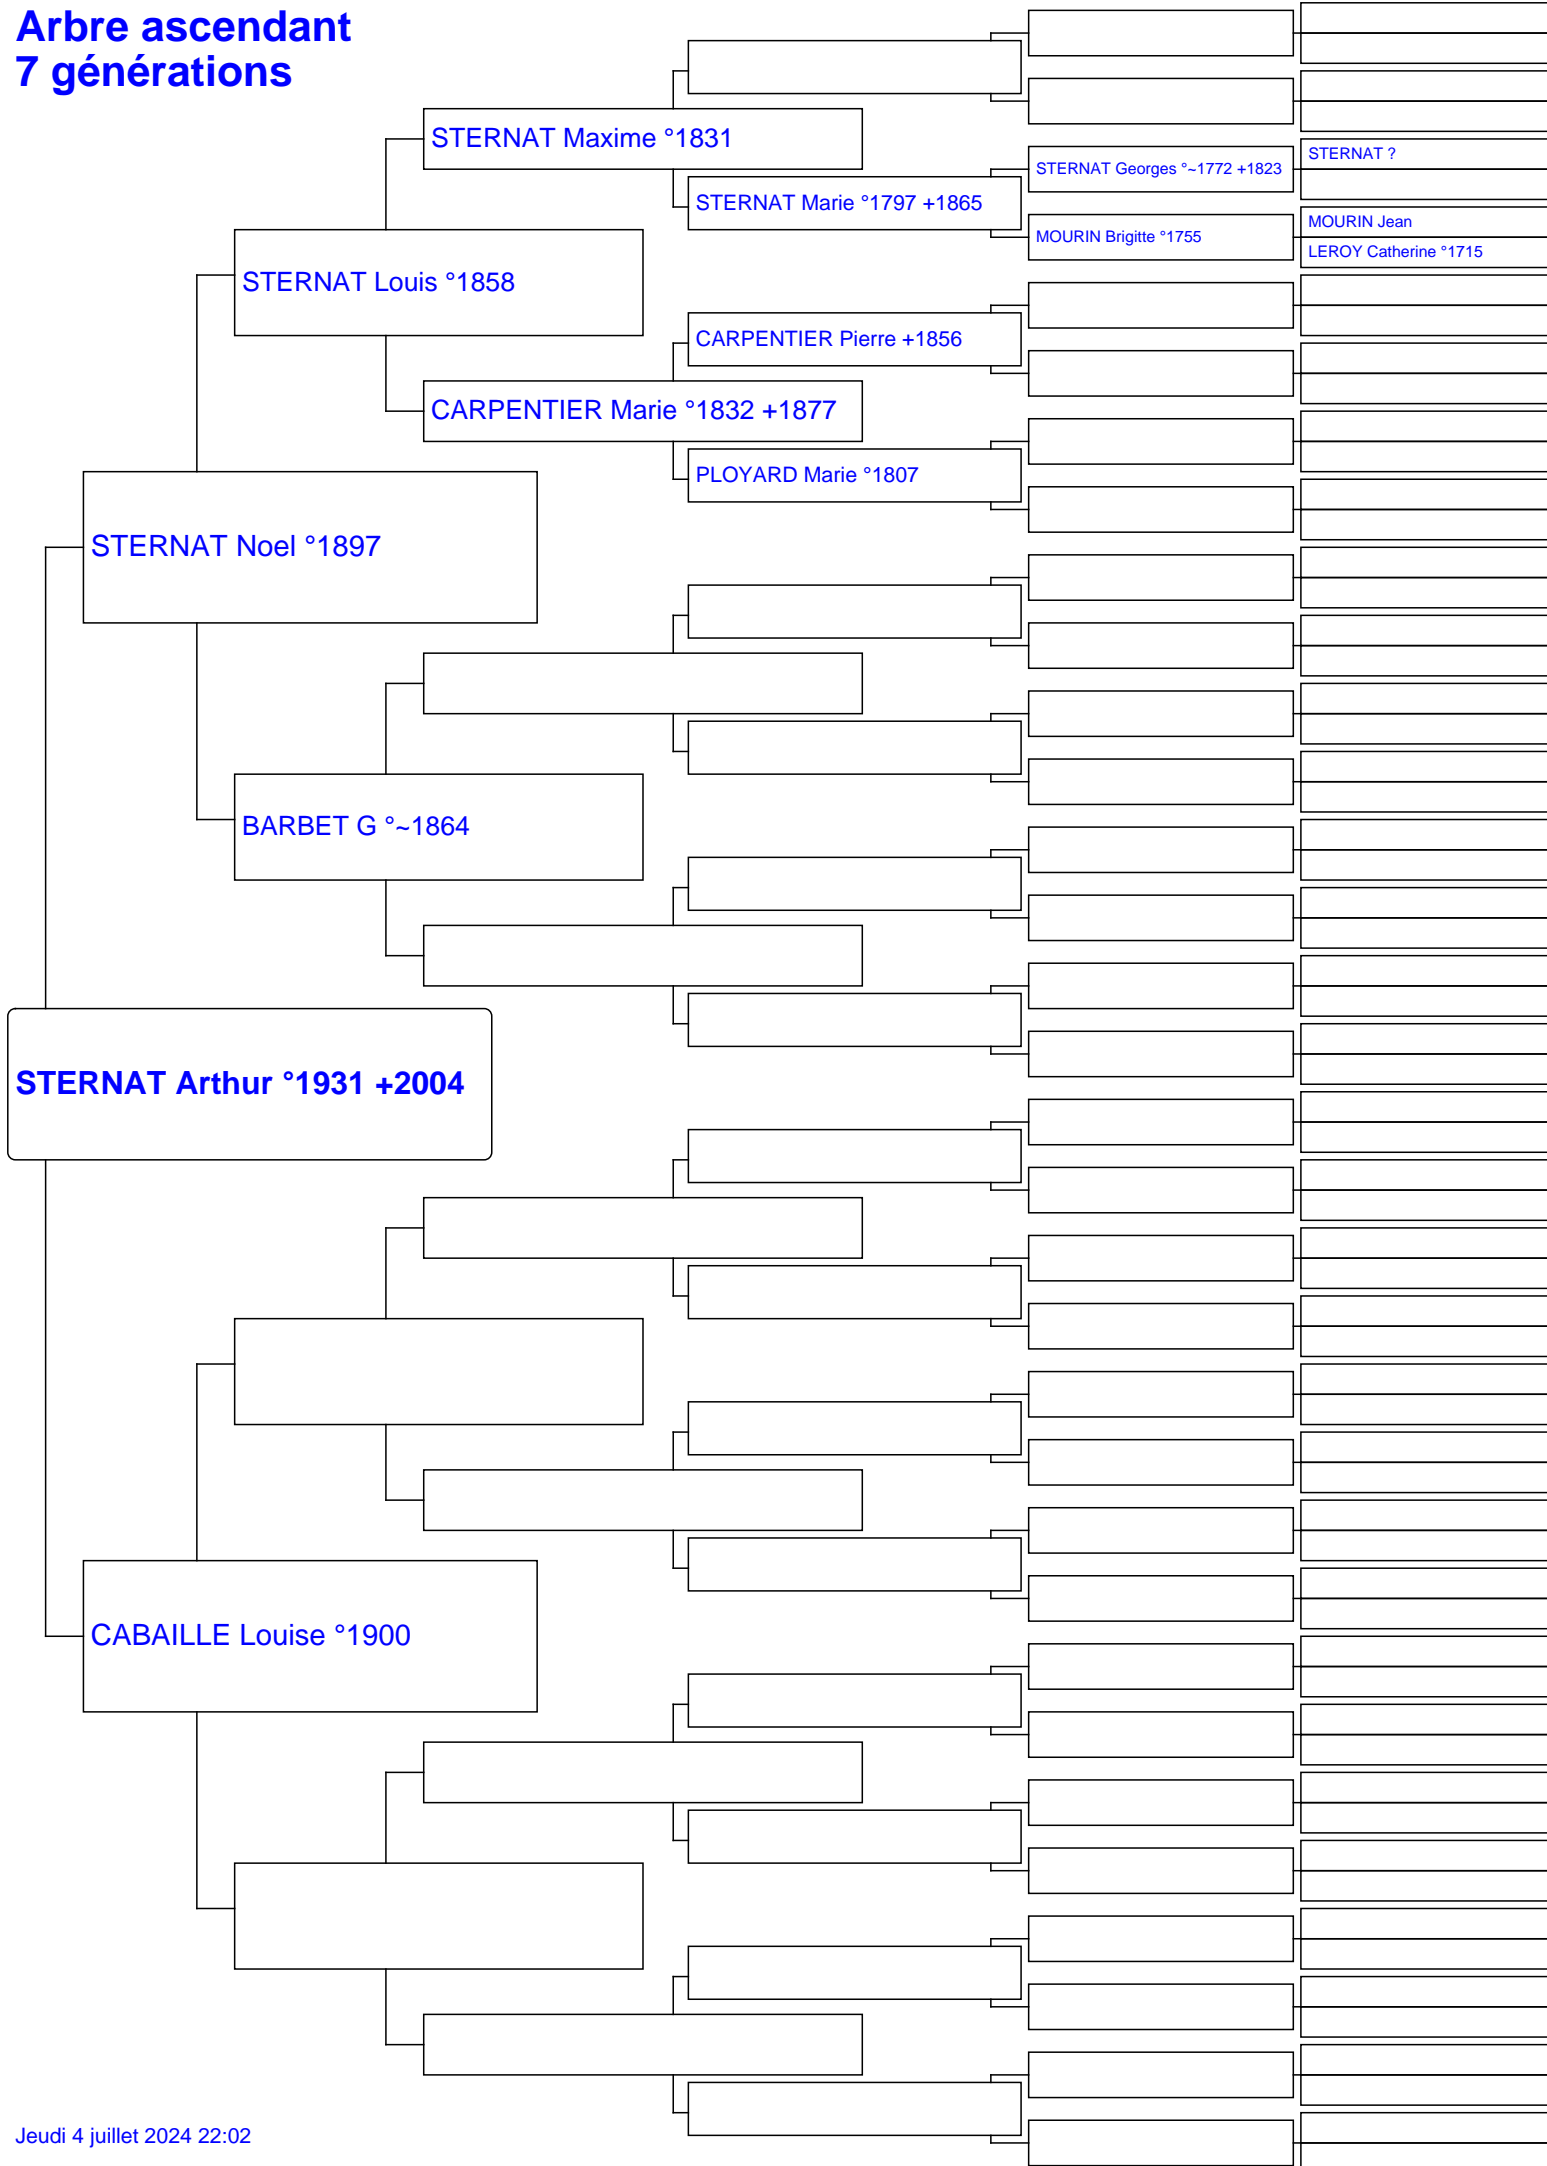 Arbre ascendant
7 générations
STERNAT Maxime °1831
STERNAT ?
STERNAT Georges °~1772 +1823
STERNAT Marie °1797 +1865
MOURIN Jean
MOURIN Brigitte °1755
LEROY Catherine °1715
STERNAT Louis °1858
CARPENTIER Pierre +1856
CARPENTIER Marie °1832 +1877
PLOYARD Marie °1807
STERNAT Noel °1897
BARBET G °~1864
STERNAT Arthur °1931 +2004
CABAILLE Louise °1900
Jeudi 4 juillet 2024 22:02